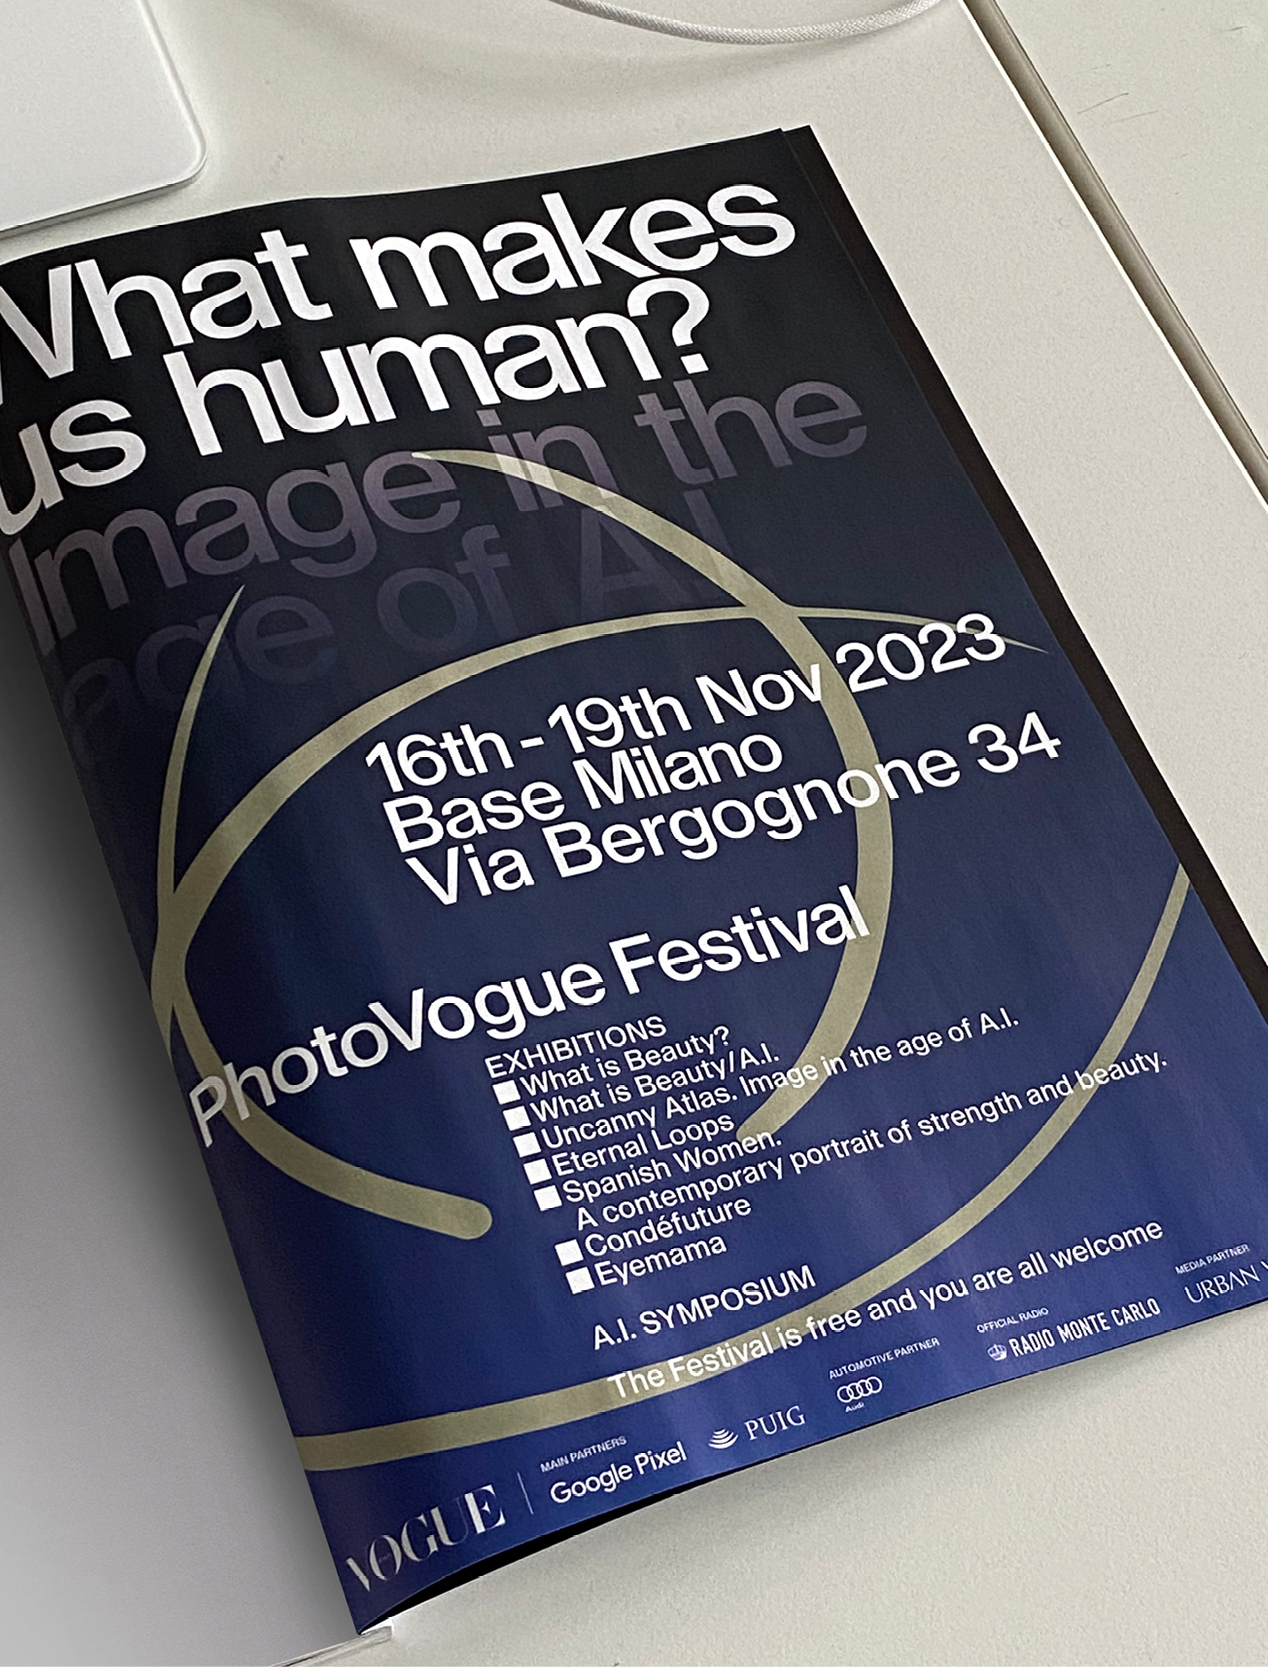 What makes
us human?
Image in the
age of A.I.
16th - 19th Nov 2023
Base Milano
Via Bergognone 34
PhotoVogue Festival
EXHIBITIONS
What is Beauty?
What is Beauty/A.I.
Uncanny Atlas. Image in the age of A.I.
Eternal Loops
Spanish Women.
A contemporary portrait of strength and beauty.
Condéfuture
Eyemama
A.I. SYMPOSIUM
The Festival is free and you are all welcome
VOGUE
MAIN PARTNERS
Google Pixel
PUIG
AUTOMOTIVE PARTNER
Audi
OFFICIAL RADIO
RADIO MONTE CARLO
MEDIA PARTNER
URBAN